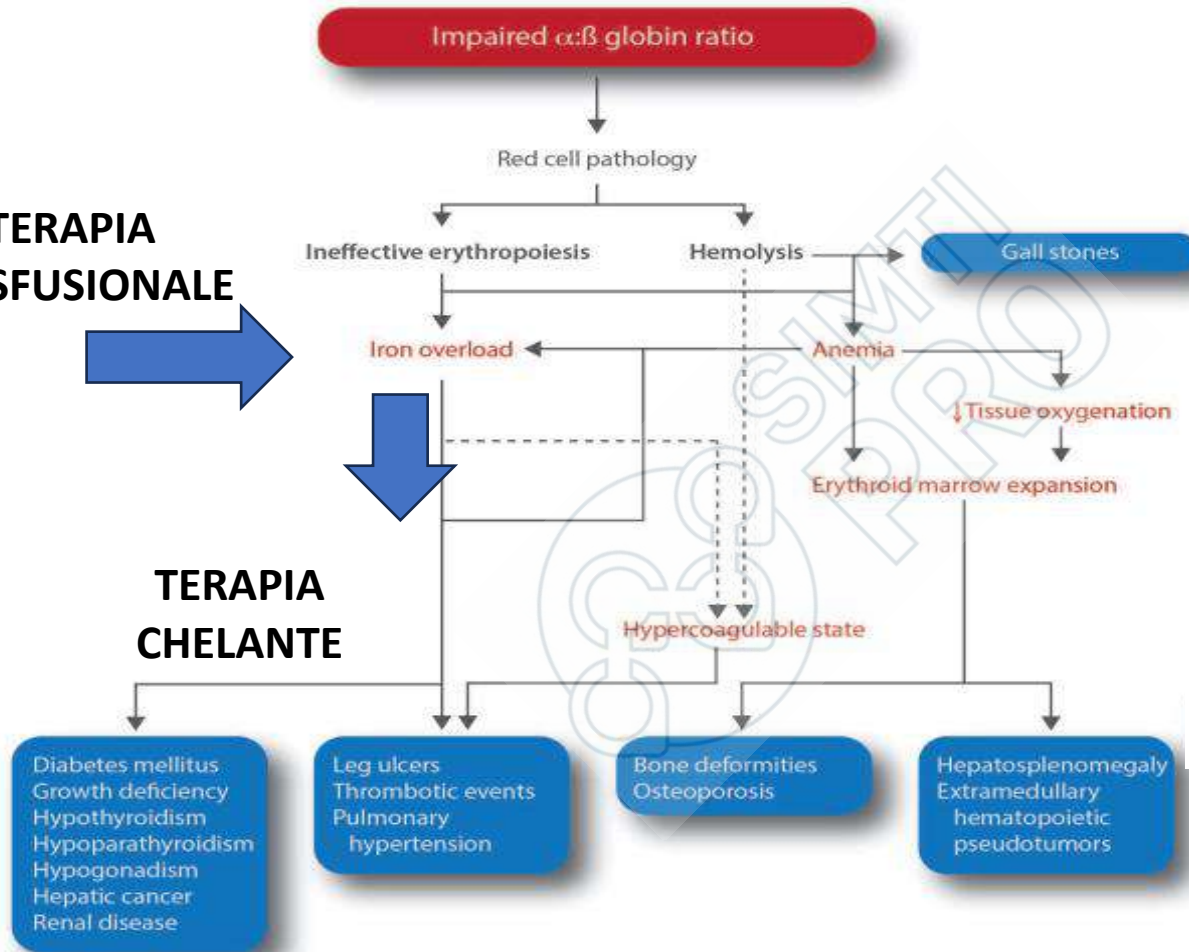 Impaired α:ß globin ratio
Red cell pathology
TERAPIA
SFUSIONALE
Ineffective erythropoiesis
Hemolysis
Gall stones
Iron overload
Anemia
↓Tissue oxygenation
Erythroid marrow expansion
TERAPIA
CHELANTE
Hypercoagulable state
Diabetes mellitus
Growth deficiency
Hypothyroidism
Hypoparathyroidism
Hypogonadism
Hepatic cancer
Renal disease
Leg ulcers
Thrombotic events
Pulmonary
hypertension
Bone deformities
Osteoporosis
Hepatosplenomegaly
Extramedullary
hematopoietic
pseudotumors
SIMTI
PRO